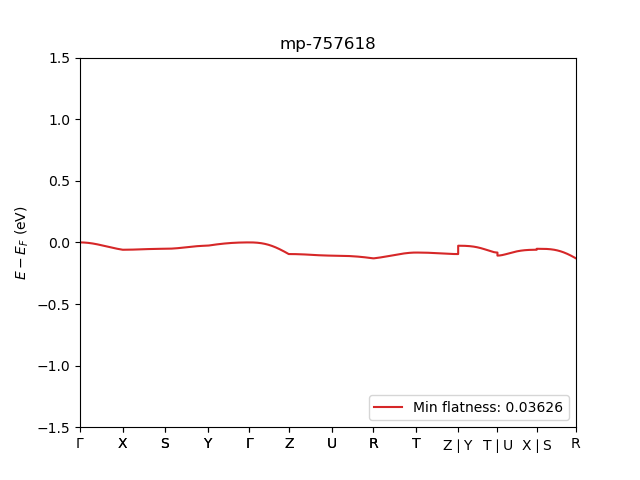 mp-757618
E − E_F (eV)
1.5
1.0
0.5
0.0
−0.5
−1.0
−1.5
Min flatness: 0.03626
Γ X S Y Γ Z U R T Z | Y T | U X | S R